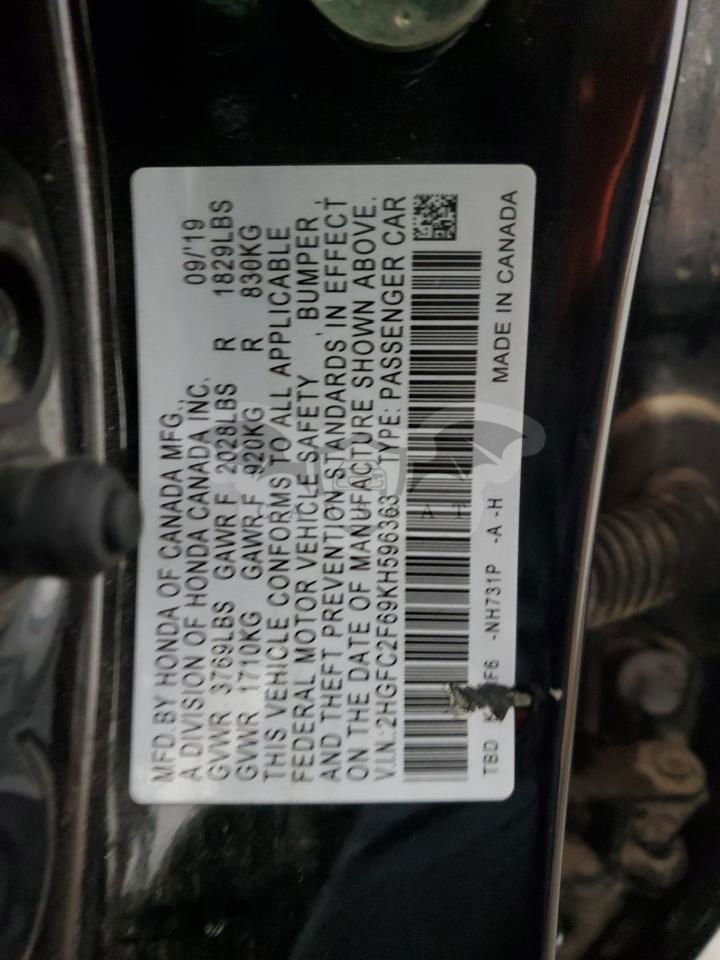 MFD.BY HONDA OF CANADA MFG.,
A DIVISION OF HONDA CANADA INC. 09/'19
GVWR 3769LBS GAWR F 2028LBS R 1829LBS
GVWR 1710KG GAWR F 920KG R 830KG
THIS VEHICLE CONFORMS TO ALL APPLICABLE
FEDERAL MOTOR VEHICLE SAFETY , BUMPER ,
AND THEFT PREVENTION STANDARDS IN EFFECT
ON THE DATE OF MANUFACTURE SHOWN ABOVE.
V.I.N.:2HGFC2F69KH596363 TYPE: PASSENGER CAR
TBD -NH731P -A -H MADE IN CANADA